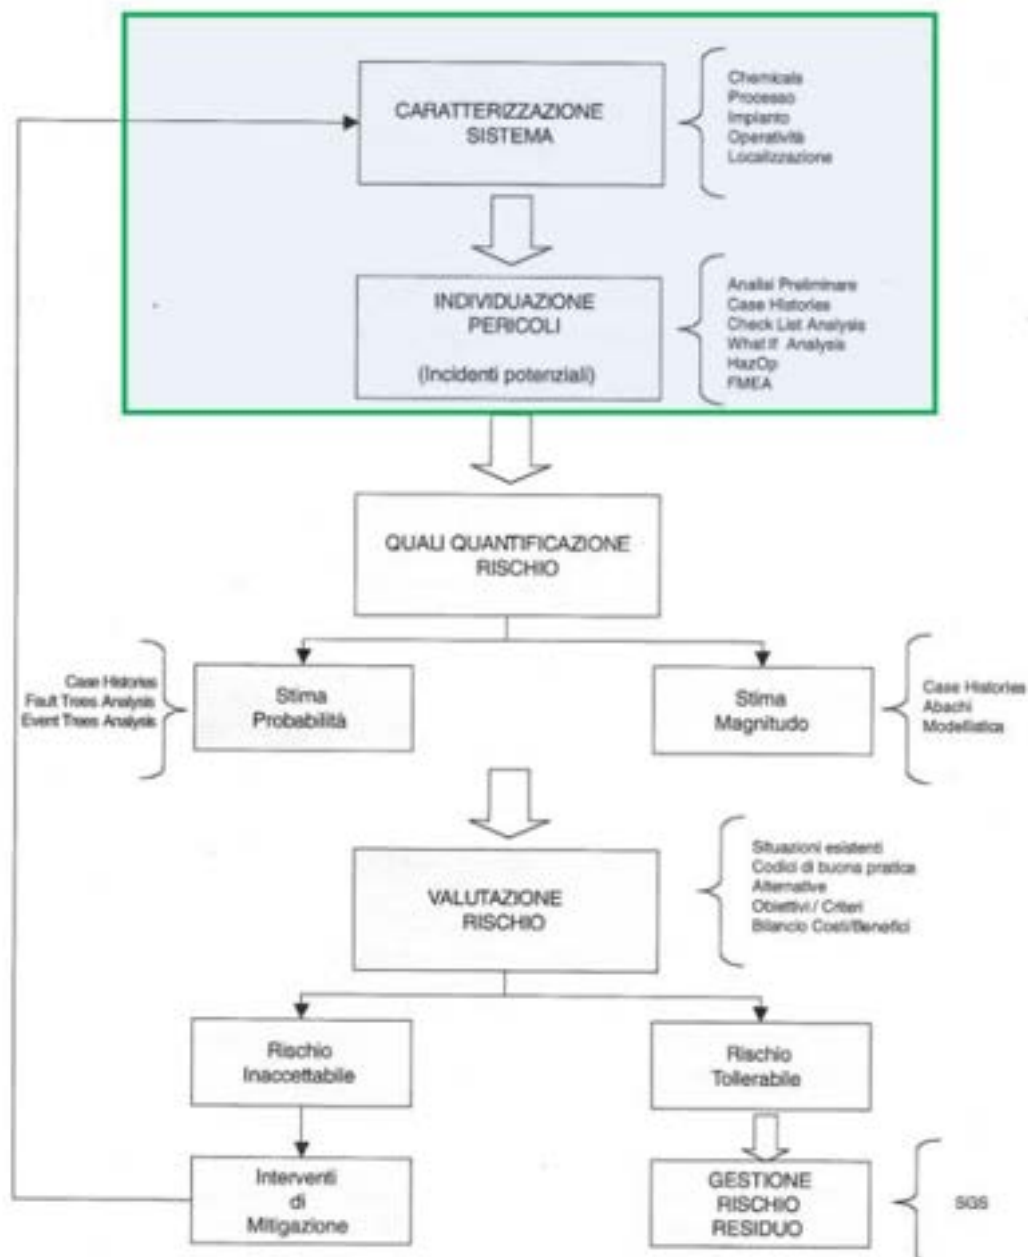 CARATTERIZZAZIONE
SISTEMA
Chemicals
Processo
Impianto
Operatività
Localizzazione
INDIVIDUAZIONE
PERICOLI
(Incidenti potenziali)
Analisi Preliminare
Case Histories
Check List Analysis
What If Analysis
HazOp
FMEA
QUALI QUANTIFICAZIONE
RISCHIO
Case Histories
Fault Trees Analysis
Event Trees Analysis
Stima
Probabilità
Stima
Magnitudo
Case Histories
Abachi
Modellistica
VALUTAZIONE
RISCHIO
Situazioni esistenti
Codici di buona pratica
Alternative
Obiettivi / Criteri
Bilancio Costi/Benefici
Rischio
Inaccettabile
Rischio
Tollerabile
Interventi
di
Mitigazione
GESTIONE
RISCHIO
RESIDUO
SGS